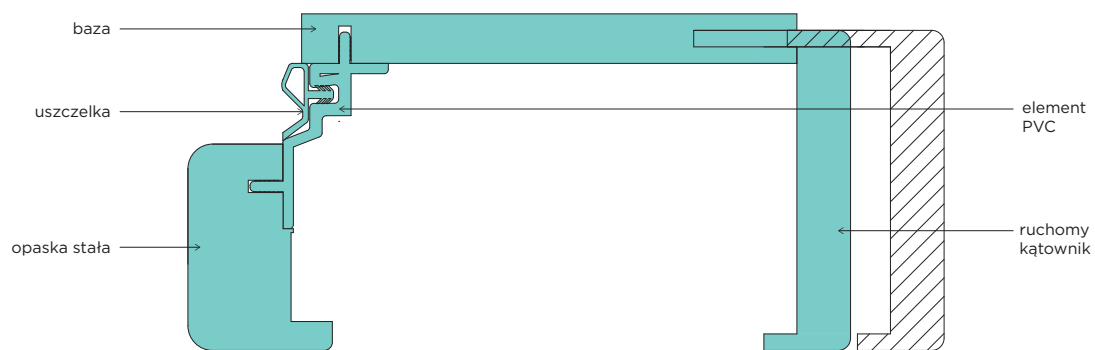 baza
uszczelka
opaska stała
element
PVC
ruchomy
kątownik